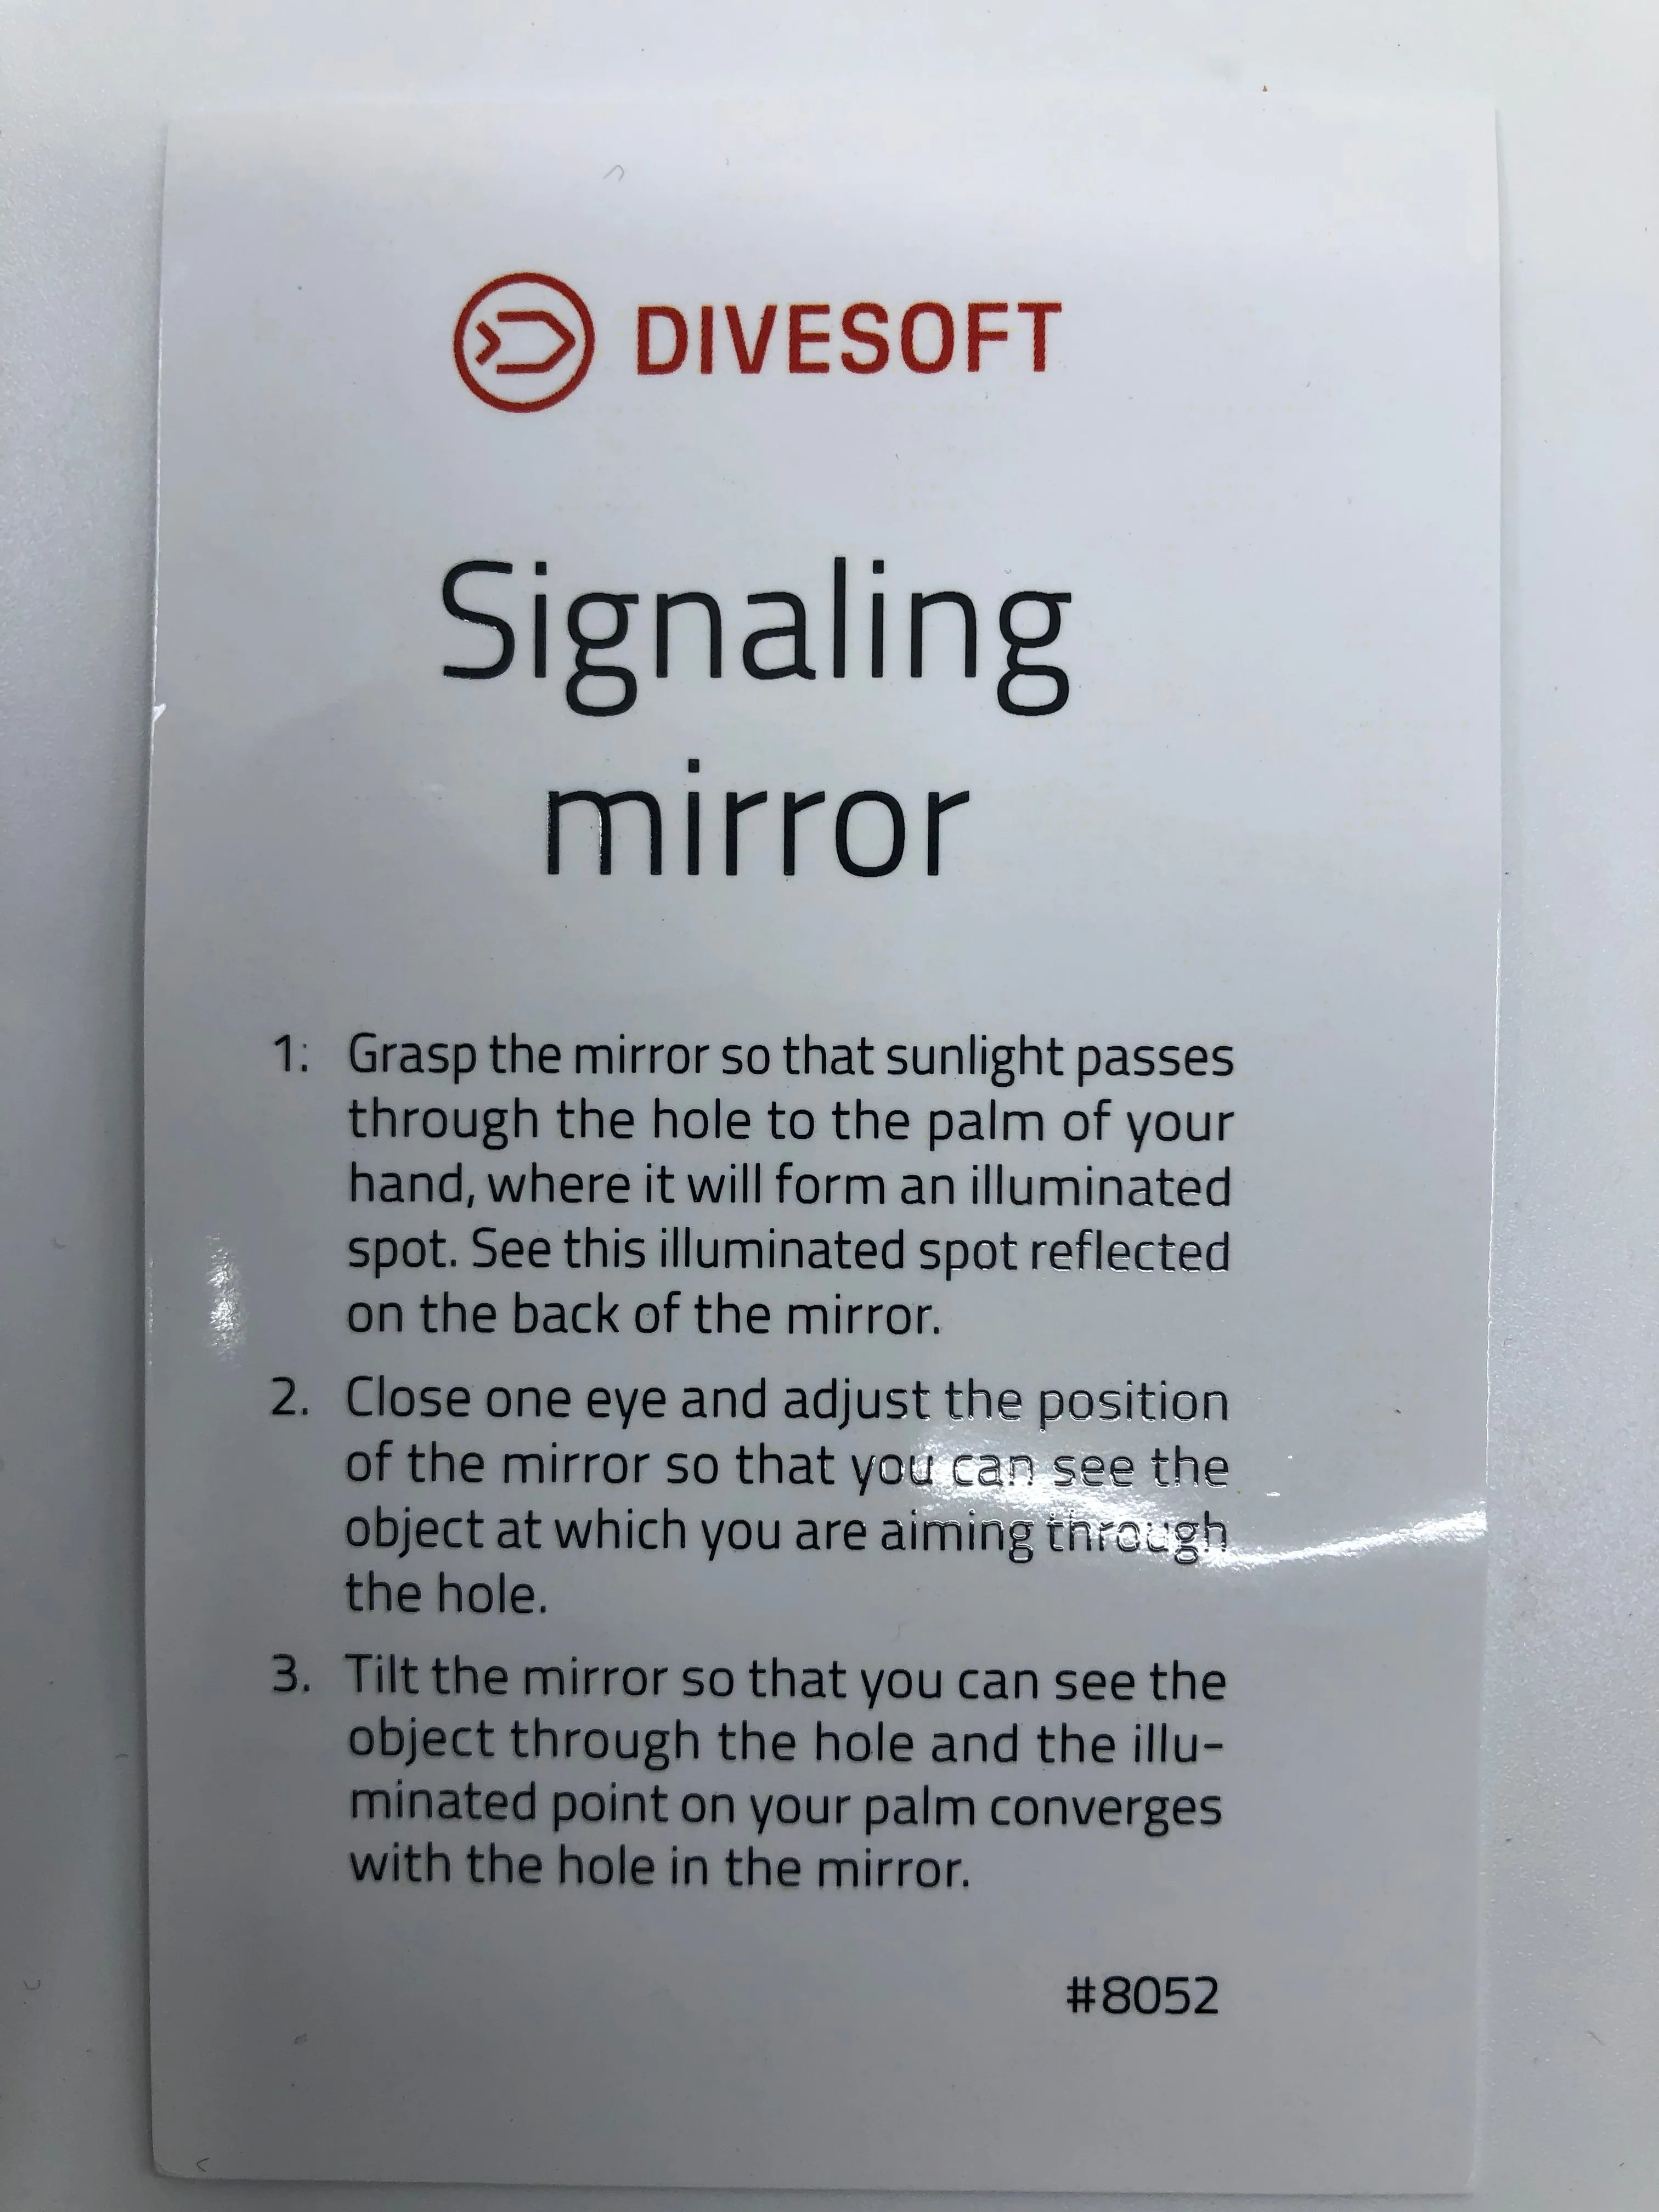 DIVESOFT
Signaling
mirror
1. Grasp the mirror so that sunlight passes
through the hole to the palm of your
hand, where it will form an illuminated
spot. See this illuminated spot reflected
on the back of the mirror.
2. Close one eye and adjust the position
of the mirror so that you can see the
object at which you are aiming through
the hole.
3. Tilt the mirror so that you can see the
object through the hole and the illu-
minated point on your palm converges
with the hole in the mirror.
#8052